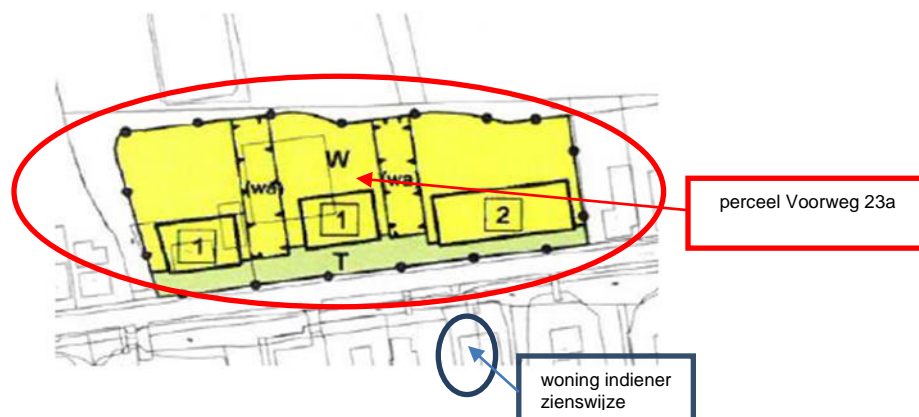 W
(wa)
(wa)
1
1
2
T
perceel Voorweg 23a
woning indiener
zienswijze